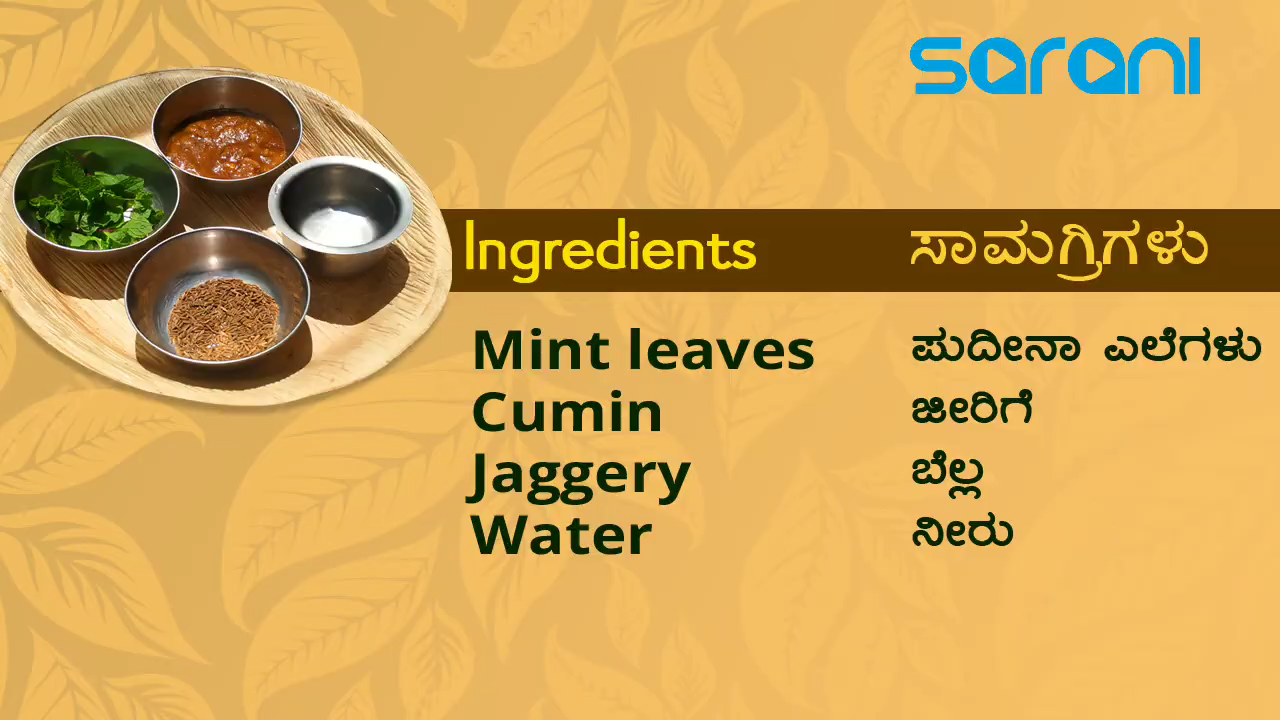 sarani
Ingredients ಸಾಮಗ್ರಿಗಳು
Mint leaves ಪುದೀನಾ ಎಲೆಗಳು
Cumin ಜೀರಿಗೆ
Jaggery ಬೆಲ್ಲ
Water ನೀರು